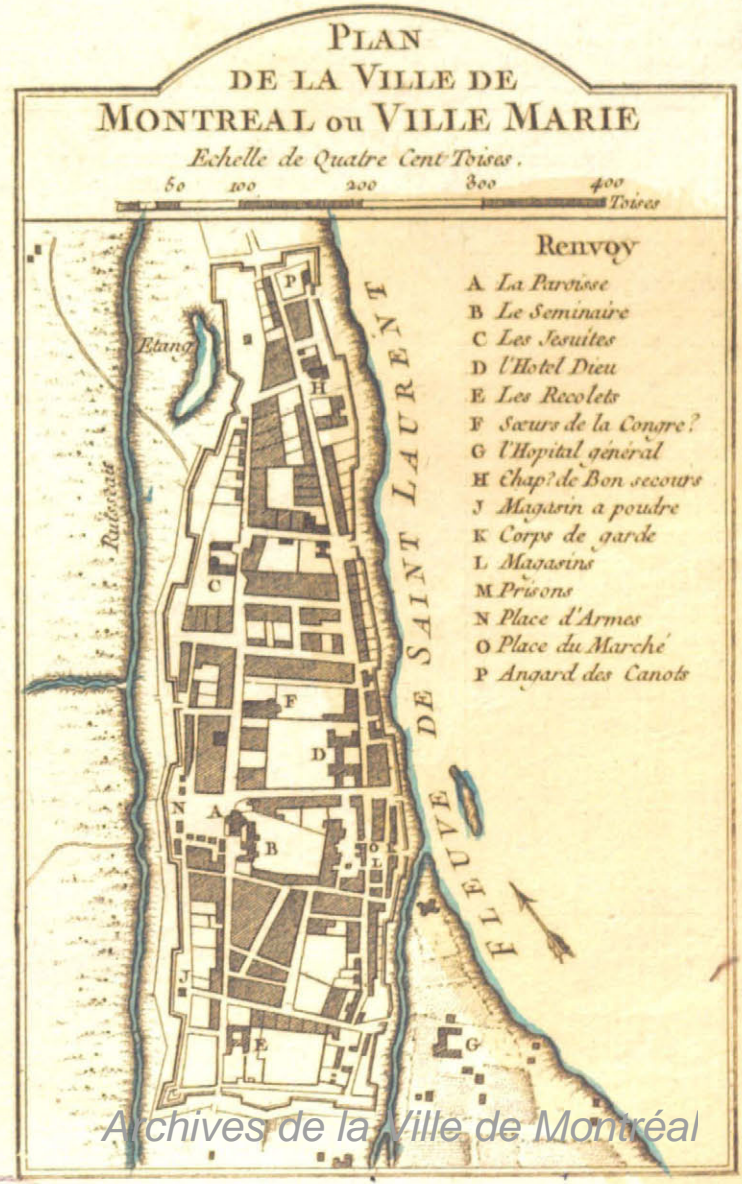 PLAN
DE LA VILLE DE
MONTREAL ou VILLE MARIE
Echelle de Quatre Cent Toises.
50 100 200 300 400
Toises
Renvoy
A La Paroisse
B Le Seminaire
C Les Jesuites
D l'Hotel Dieu
E Les Recolets
F Sœurs de la Congre?
G l'Hopital général
H Chap? de Bon secours
J Magasin a poudre
K Corps de garde
L Magasins
M Prisons
N Place d'Armes
O Place du Marché
P Angard des Canots
P
Etang
H
Ruisseau
C
F
D
N
A
B
O
L
J
E
G
FLEUVE DE SAINT LAURENT
Archives de la Ville de Montréal